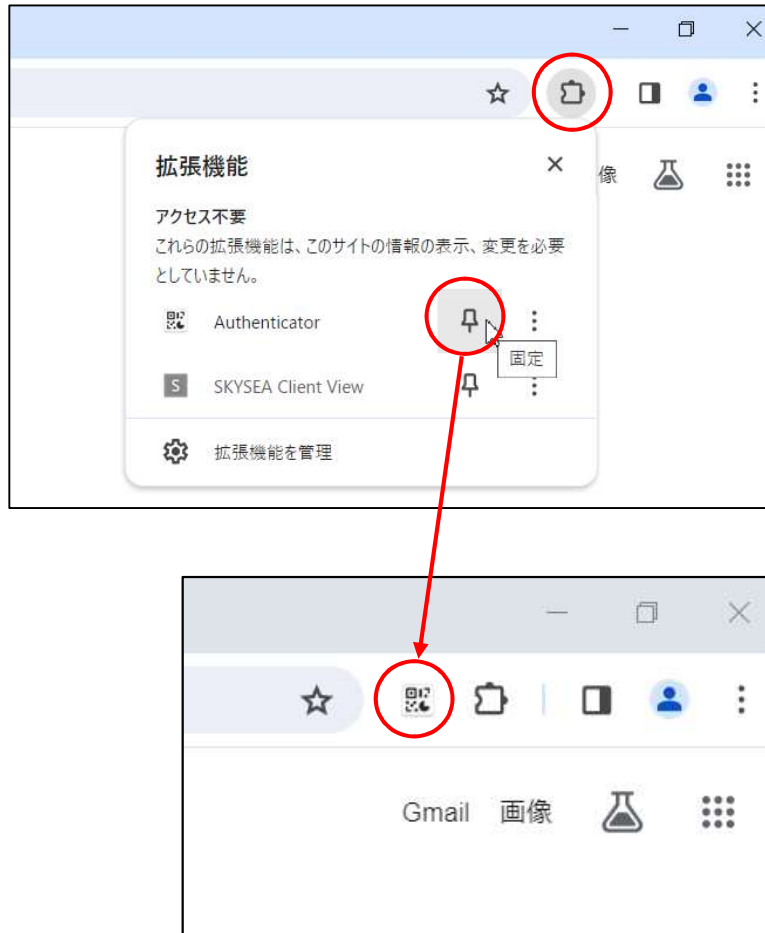 拡張機能
像
アクセス不要
これらの拡張機能は、このサイトの情報の表示、変更を必要
としていません。
Authenticator
固定
S SKYSEA Client View
拡張機能を管理
Gmail 画像